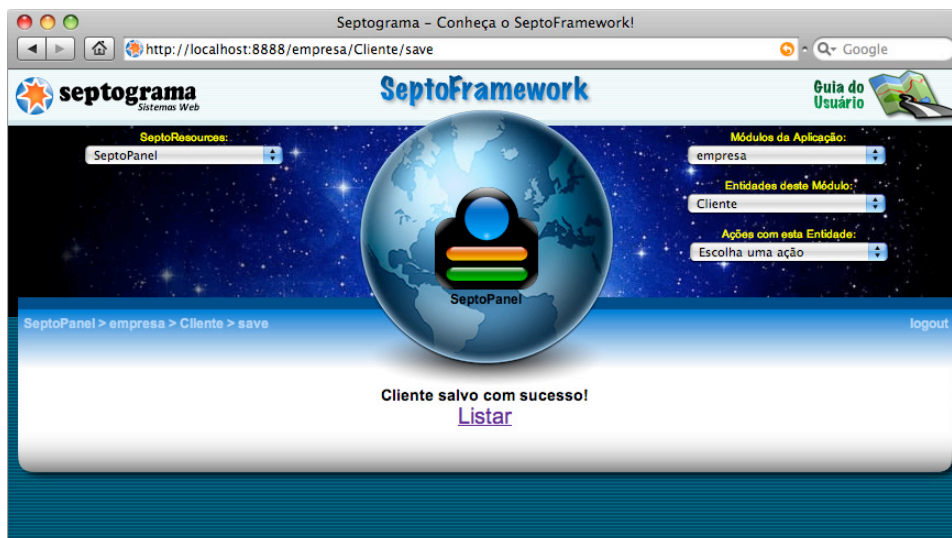 Septograma – Conheça o SeptoFramework!
http://localhost:8888/empresa/Cliente/save
Google
septograma
Sistemas Web
SeptoFramework
Guia do
Usuário
SeptoResources:
SeptoPanel
Módulos da Aplicação:
empresa
Entidades deste Módulo:
Cliente
Ações com esta Entidade:
Escolha uma ação
SeptoPanel
SeptoPanel > empresa > Cliente > save
logout
Cliente salvo com sucesso!
Listar